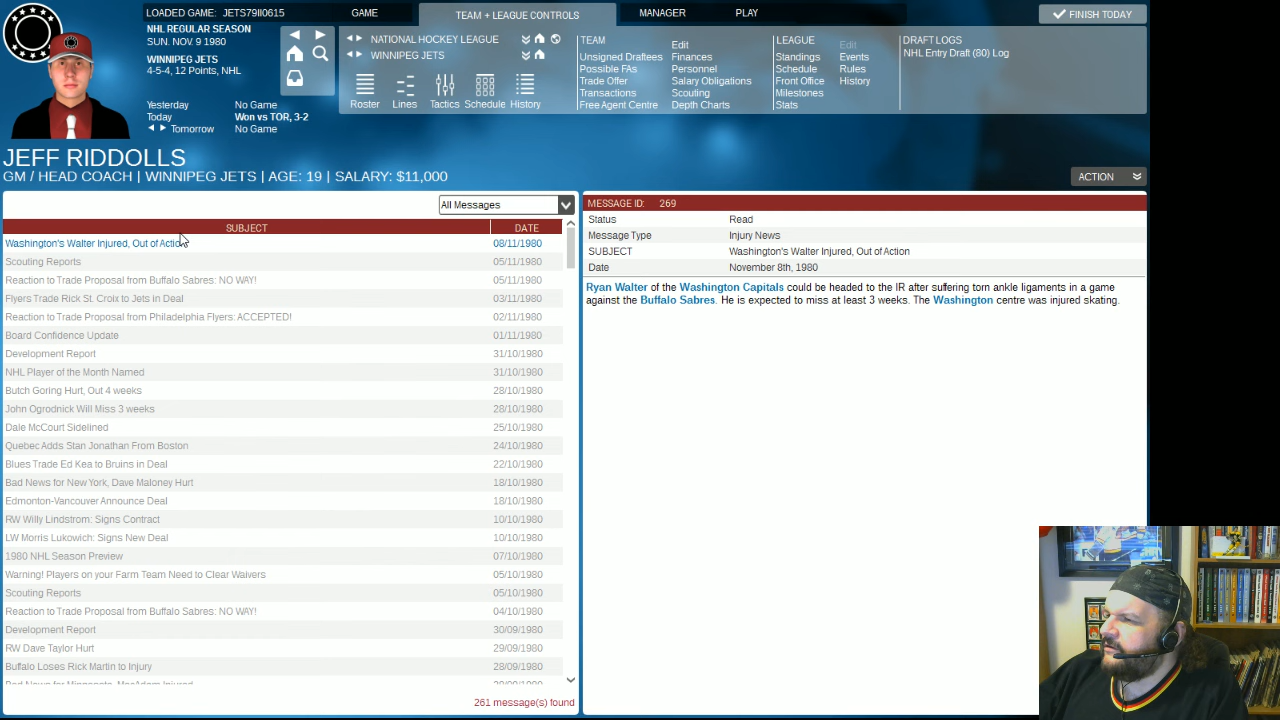 LOADED GAME: JETS79II0615
GAME
TEAM + LEAGUE CONTROLS
MANAGER
PLAY
FINISH TODAY
NHL REGULAR SEASON
SUN. NOV. 9 1980
WINNIPEG JETS
4-5-4, 12 Points, NHL
Yesterday No Game
Today Won vs TOR, 3-2
Tomorrow No Game
NATIONAL HOCKEY LEAGUE
WINNIPEG JETS
Roster Lines Tactics Schedule History
TEAM
Unsigned Draftees
Possible FAs
Trade Offer
Transactions
Free Agent Centre
Edit
Finances
Personnel
Salary Obligations
Scouting
Depth Charts
LEAGUE
Standings
Schedule
Front Office
Milestones
Stats
Edit
Events
Rules
History
DRAFT LOGS
NHL Entry Draft (80) Log
JEFF RIDDOLLS
GM / HEAD COACH | WINNIPEG JETS | AGE: 19 | SALARY: $11,000
ACTION
All Messages
SUBJECT DATE
Washington's Walter Injured, Out of Action 08/11/1980
Scouting Reports 05/11/1980
Reaction to Trade Proposal from Buffalo Sabres: NO WAY! 05/11/1980
Flyers Trade Rick St. Croix to Jets in Deal 03/11/1980
Reaction to Trade Proposal from Philadelphia Flyers: ACCEPTED! 02/11/1980
Board Confidence Update 01/11/1980
Development Report 31/10/1980
NHL Player of the Month Named 31/10/1980
Butch Goring Hurt, Out 4 weeks 28/10/1980
John Ogrodnick Will Miss 3 weeks 28/10/1980
Dale McCourt Sidelined 25/10/1980
Quebec Adds Stan Jonathan From Boston 24/10/1980
Blues Trade Ed Kea to Bruins in Deal 22/10/1980
Bad News for New York, Dave Maloney Hurt 18/10/1980
Edmonton-Vancouver Announce Deal 18/10/1980
RW Willy Lindstrom: Signs Contract 10/10/1980
LW Morris Lukowich: Signs New Deal 10/10/1980
1980 NHL Season Preview 07/10/1980
Warning! Players on your Farm Team Need to Clear Waivers 05/10/1980
Scouting Reports 05/10/1980
Reaction to Trade Proposal from Buffalo Sabres: NO WAY! 04/10/1980
Development Report 30/09/1980
RW Dave Taylor Hurt 29/09/1980
Buffalo Loses Rick Martin to Injury 28/09/1980
261 message(s) found
MESSAGE ID: 269
Status Read
Message Type Injury News
SUBJECT Washington's Walter Injured, Out of Action
Date November 8th, 1980
Ryan Walter of the Washington Capitals could be headed to the IR after suffering torn ankle ligaments in a game
against the Buffalo Sabres. He is expected to miss at least 3 weeks. The Washington centre was injured skating.